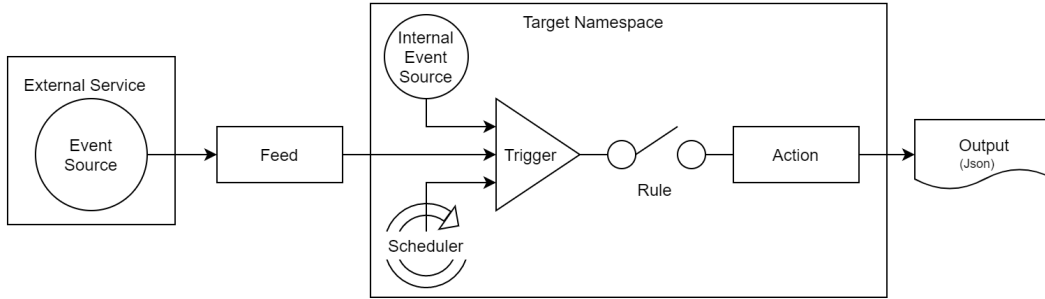 Target Namespace
Internal
Event
Source
External Service
Event
Source
Feed
Trigger
Rule
Action
Output
(Json)
Scheduler